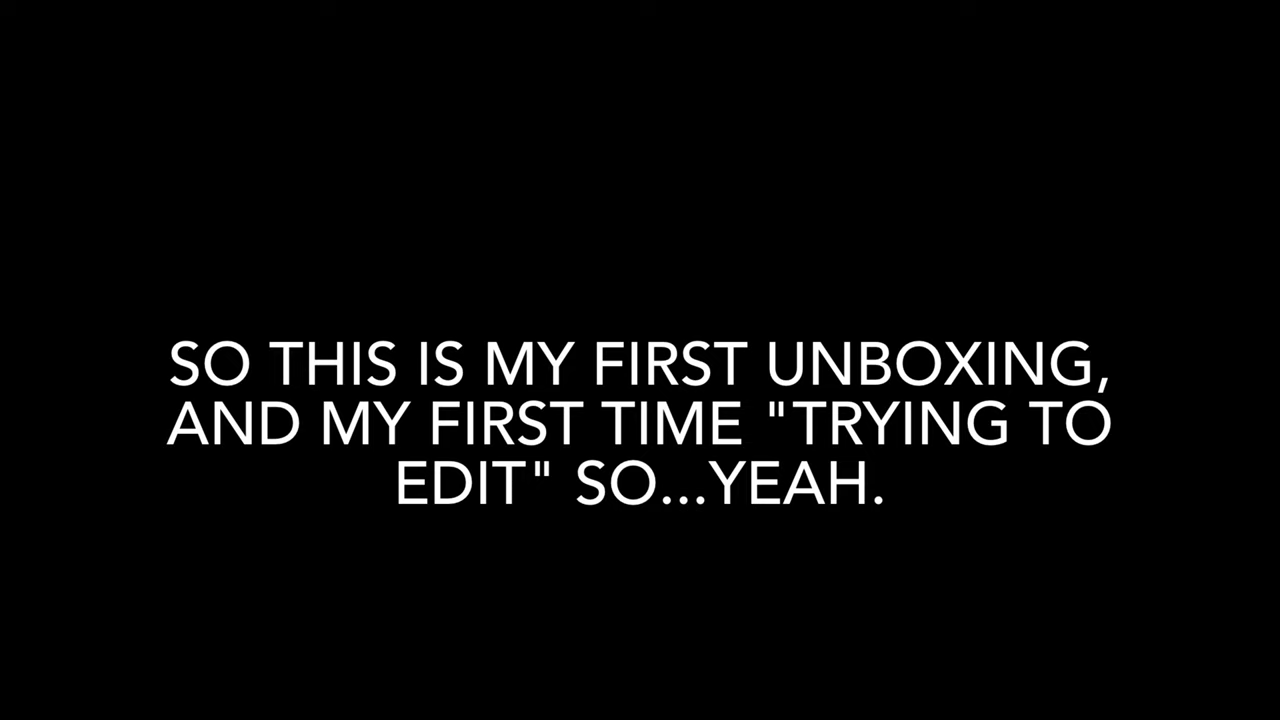 SO THIS IS MY FIRST UNBOXING,
AND MY FIRST TIME "TRYING TO
EDIT" SO...YEAH.